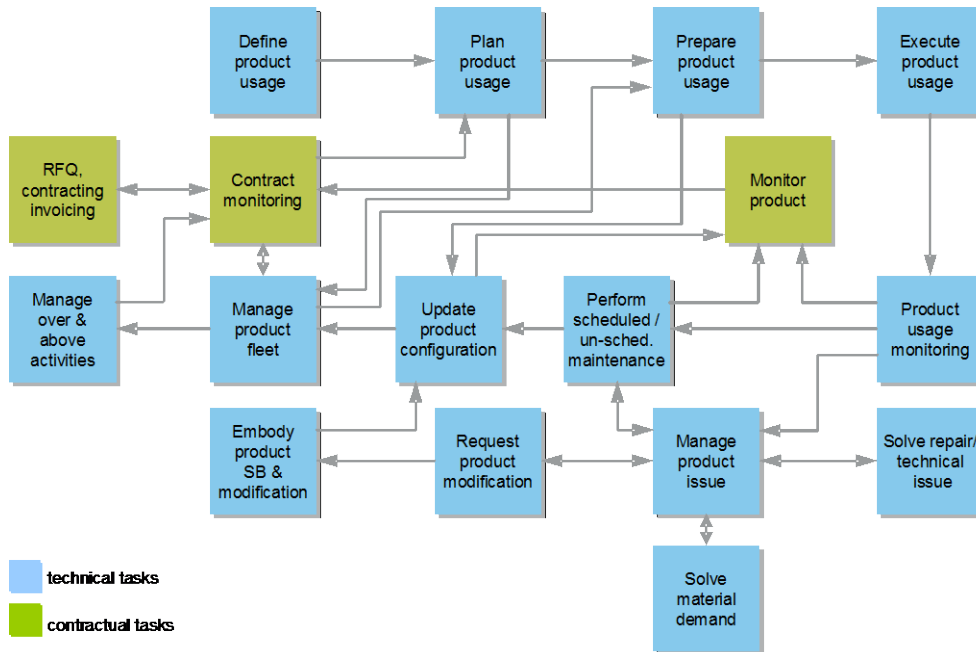 Define
product
usage
Plan
product
usage
Prepare
product
usage
Execute
product
usage
RFQ,
contracting
invoicing
Contract
monitoring
Monitor
product
Manage
over &
above
activities
Manage
product
fleet
Update
product
configuration
Perform
scheduled /
un-sched.
maintenance
Product
usage
monitoring
Embody
product
SB &
modification
Request
product
modification
Manage
product
issue
Solve repair/
technical
issue
Solve
material
demand
technical tasks
contractual tasks